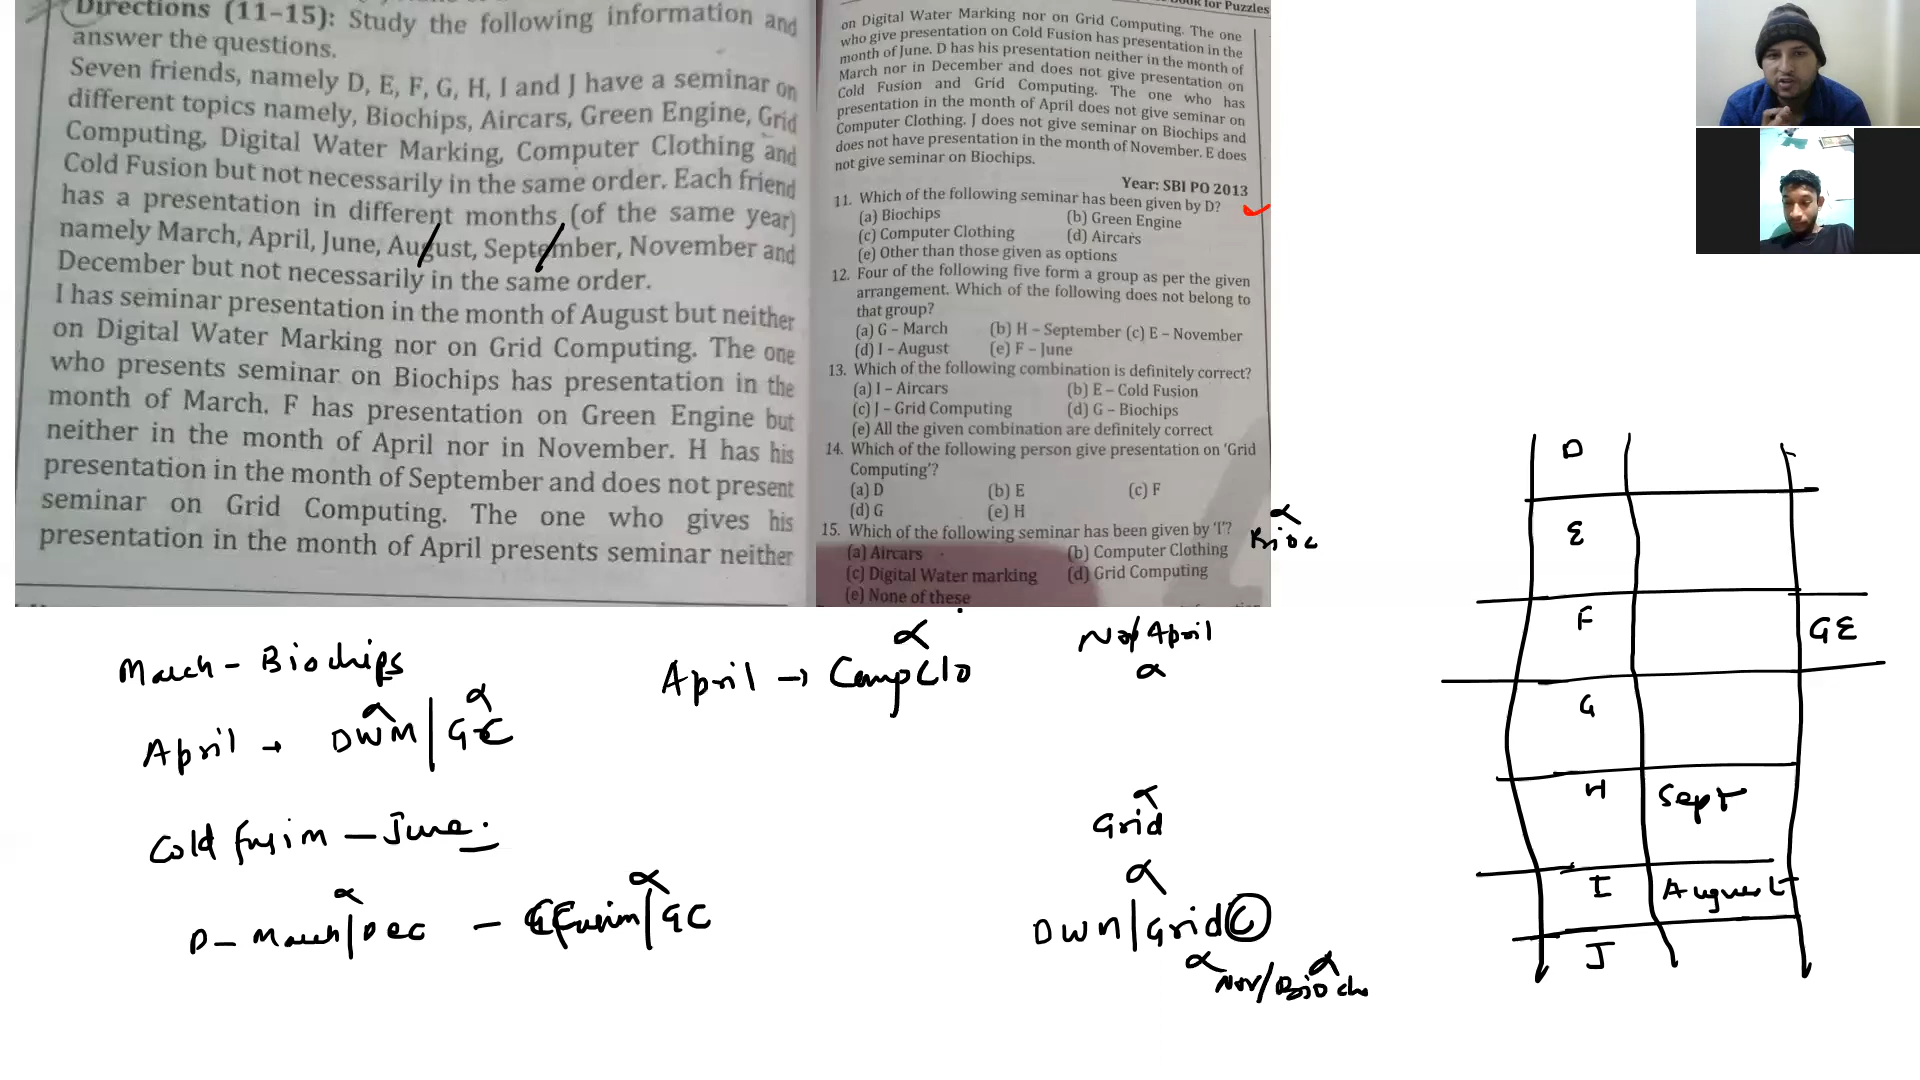 Directions (11–15): Study the following information and
answer the questions.
Seven friends, namely D, E, F, G, H, I and J have a seminar on
different topics namely, Biochips, Aircars, Green Engine, Grid
Computing, Digital Water Marking, Computer Clothing and
Cold Fusion but not necessarily in the same order. Each friend
has a presentation in different months (of the same year)
namely March, April, June, August, September, November and
December but not necessarily in the same order.
I has seminar presentation in the month of August but neither
on Digital Water Marking nor on Grid Computing. The one
who presents seminar on Biochips has presentation in the
month of March. F has presentation on Green Engine but
neither in the month of April nor in November. H has his
presentation in the month of September and does not present
seminar on Grid Computing. The one who gives his
presentation in the month of April presents seminar neither
Book for Puzzles
on Digital Water Marking nor on Grid Computing. The one
who give presentation on Cold Fusion has presentation in the
month of June. D has his presentation neither in the month of
March nor in December and does not give presentation on
Cold Fusion and Grid Computing. The one who has
presentation in the month of April does not give seminar on
Computer Clothing. J does not give seminar on Biochips and
does not have presentation in the month of November. E does
not give seminar on Biochips.
Year: SBI PO 2013
11. Which of the following seminar has been given by D?
(a) Biochips (b) Green Engine
(c) Computer Clothing (d) Aircars
(e) Other than those given as options
12. Four of the following five form a group as per the given
arrangement. Which of the following does not belong to
that group?
(a) G – March (b) H – September (c) E – November
(d) I – August (e) F – June
13. Which of the following combination is definitely correct?
(a) I – Aircars (b) E – Cold Fusion
(c) J – Grid Computing (d) G – Biochips
(e) All the given combination are definitely correct
14. Which of the following person give presentation on 'Grid
Computing'?
(a) D (b) E (c) F
(d) G (e) H
15. Which of the following seminar has been given by 'I'?
(a) Aircars (b) Computer Clothing
(c) Digital Water marking (d) Grid Computing
(e) None of these
March - Biochips
April → DWM | GC
Cold fusion - June.
D - March/Dec - CFusion/GC
April → CompClo
Not April
Grid
DWM | Grid C
Nov/Bioch
Bioc
D
E
F GE
G
H Sept
I August
J